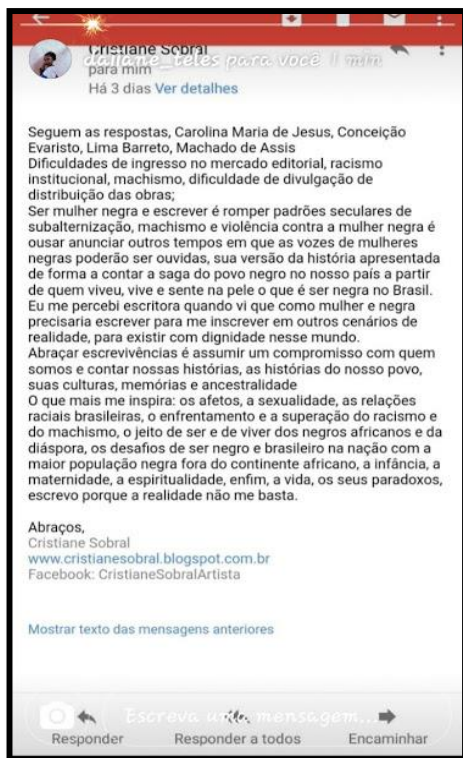 Cristiane Sobral
daliane_teles para você 1 min
para mim
Há 3 dias Ver detalhes
Seguem as respostas, Carolina Maria de Jesus, Conceição
Evaristo, Lima Barreto, Machado de Assis
Dificuldades de ingresso no mercado editorial, racismo
institucional, machismo, dificuldade de divulgação de
distribuição das obras;
Ser mulher negra e escrever é romper padrões seculares de
subalternização, machismo e violência contra a mulher negra é
ousar anunciar outros tempos em que as vozes de mulheres
negras poderão ser ouvidas, sua versão da história apresentada
de forma a contar a saga do povo negro no nosso país a partir
de quem viveu, vive e sente na pele o que é ser negra no Brasil.
Eu me percebi escritora quando vi que como mulher e negra
precisaria escrever para me inscrever em outros cenários de
realidade, para existir com dignidade nesse mundo.
Abraçar escrevivências é assumir um compromisso com quem
somos e contar nossas histórias, as histórias do nosso povo,
suas culturas, memórias e ancestralidade
O que mais me inspira: os afetos, a sexualidade, as relações
raciais brasileiras, o enfrentamento e a superação do racismo e
do machismo, o jeito de ser e de viver dos negros africanos e da
diáspora, os desafios de ser negro e brasileiro na nação com a
maior população negra fora do continente africano, a infância, a
maternidade, a espiritualidade, enfim, a vida, os seus paradoxos,
escrevo porque a realidade não me basta.
Abraços,
Cristiane Sobral
www.cristianesobral.blogspot.com.br
Facebook: CristianeSobralArtista
Mostrar texto das mensagens anteriores
Escreva uma mensagem...
Responder Responder a todos Encaminhar